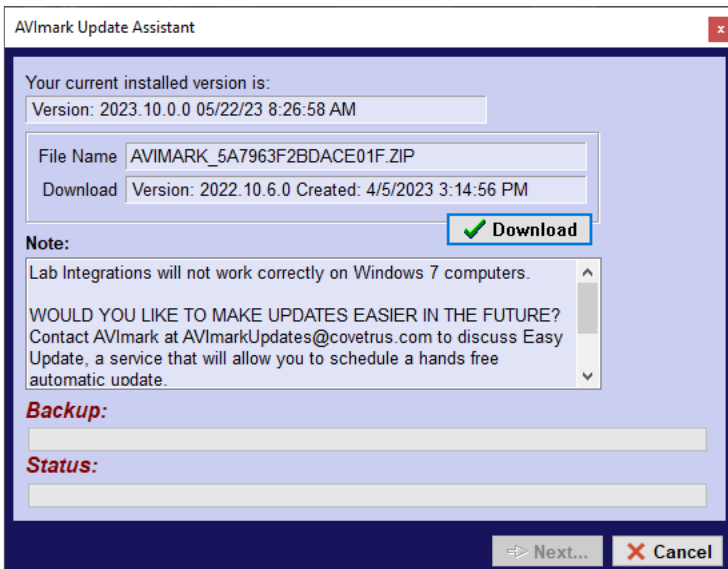 AVImark Update Assistant
x
Your current installed version is:
Version: 2023.10.0.0 05/22/23 8:26:58 AM
File Name AVIMARK_5A7963F2BDACE01F.ZIP
Download Version: 2022.10.6.0 Created: 4/5/2023 3:14:56 PM
Download
Note:
Lab Integrations will not work correctly on Windows 7 computers.
WOULD YOU LIKE TO MAKE UPDATES EASIER IN THE FUTURE?
Contact AVImark at AVImarkUpdates@covetrus.com to discuss Easy
Update, a service that will allow you to schedule a hands free
automatic update.
Backup:
Status:
Next...
Cancel